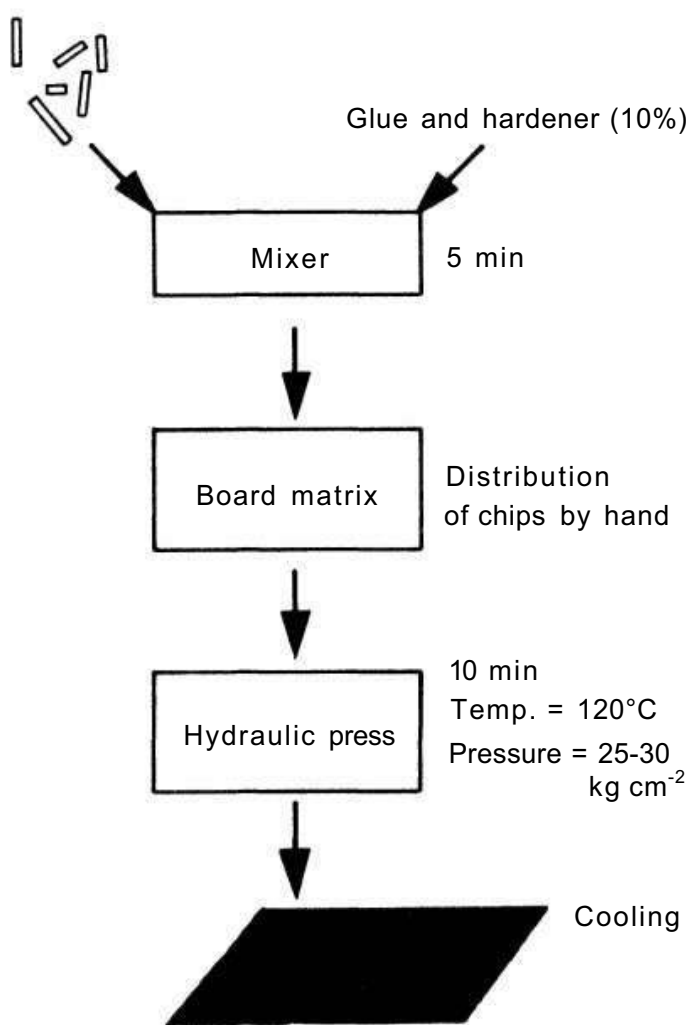 Glue and hardener (10%)
Mixer
5 min
Board matrix
Distribution
of chips by hand
Hydraulic press
10 min
Temp. = 120°C
Pressure = 25-30
kg cm⁻²
Cooling